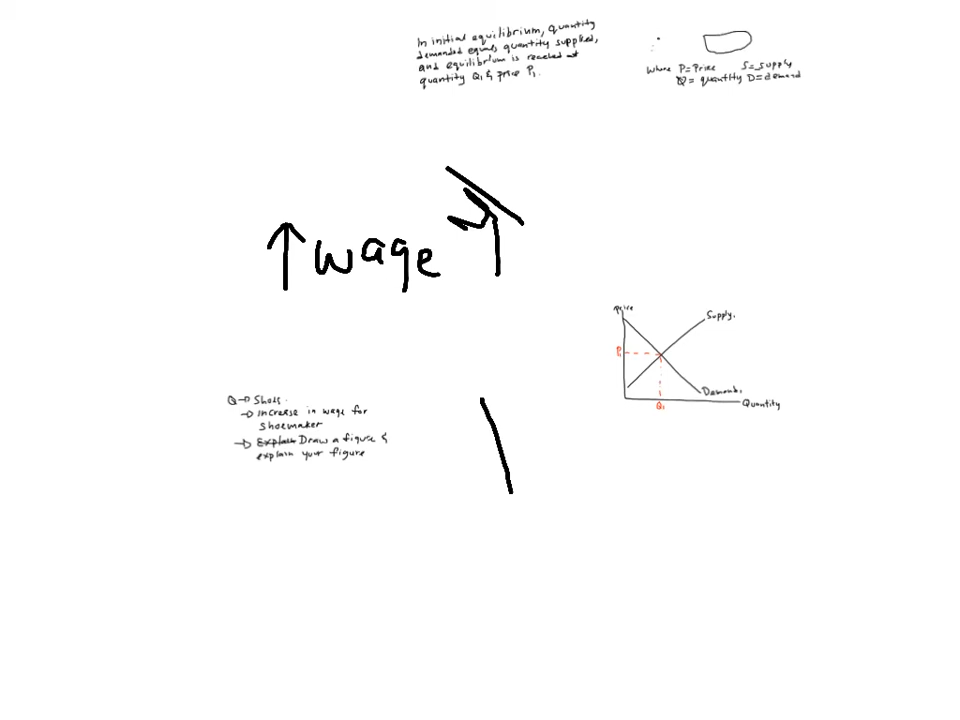 In initial equilibrium, quantity
demanded equals quantity supplied,
and equilibrium is reached at
quantity Q₁ & price P₁.
where P=Price S=supply
Q = quantity D=demand
↑ wage
Price
Supply.
P₁
Demand.
Q₁
Quantity
Q→ Shoes.
→ Increase in wage for
shoemaker
→ Explain Draw a figure &
explain your figure